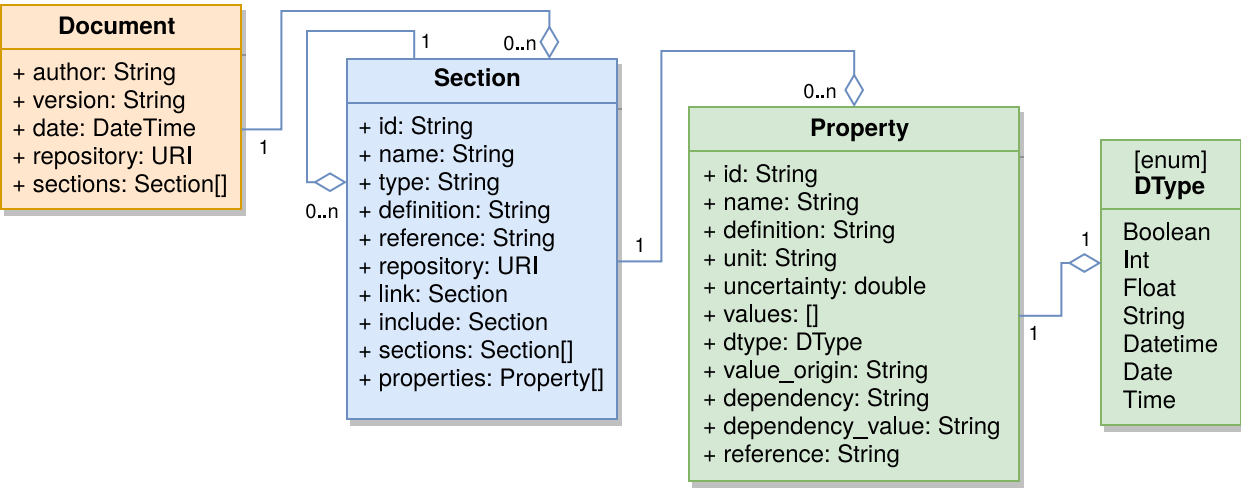 Document
+ author: String
+ version: String
+ date: DateTime
+ repository: URI
+ sections: Section[]
1
1
0..n
0..n
Section
+ id: String
+ name: String
+ type: String
+ definition: String
+ reference: String
+ repository: URI
+ link: Section
+ include: Section
+ sections: Section[]
+ properties: Property[]
1
0..n
Property
+ id: String
+ name: String
+ definition: String
+ unit: String
+ uncertainty: double
+ values: []
+ dtype: DType
+ value_origin: String
+ dependency: String
+ dependency_value: String
+ reference: String
1
1
[enum]
DType
Boolean
Int
Float
String
Datetime
Date
Time